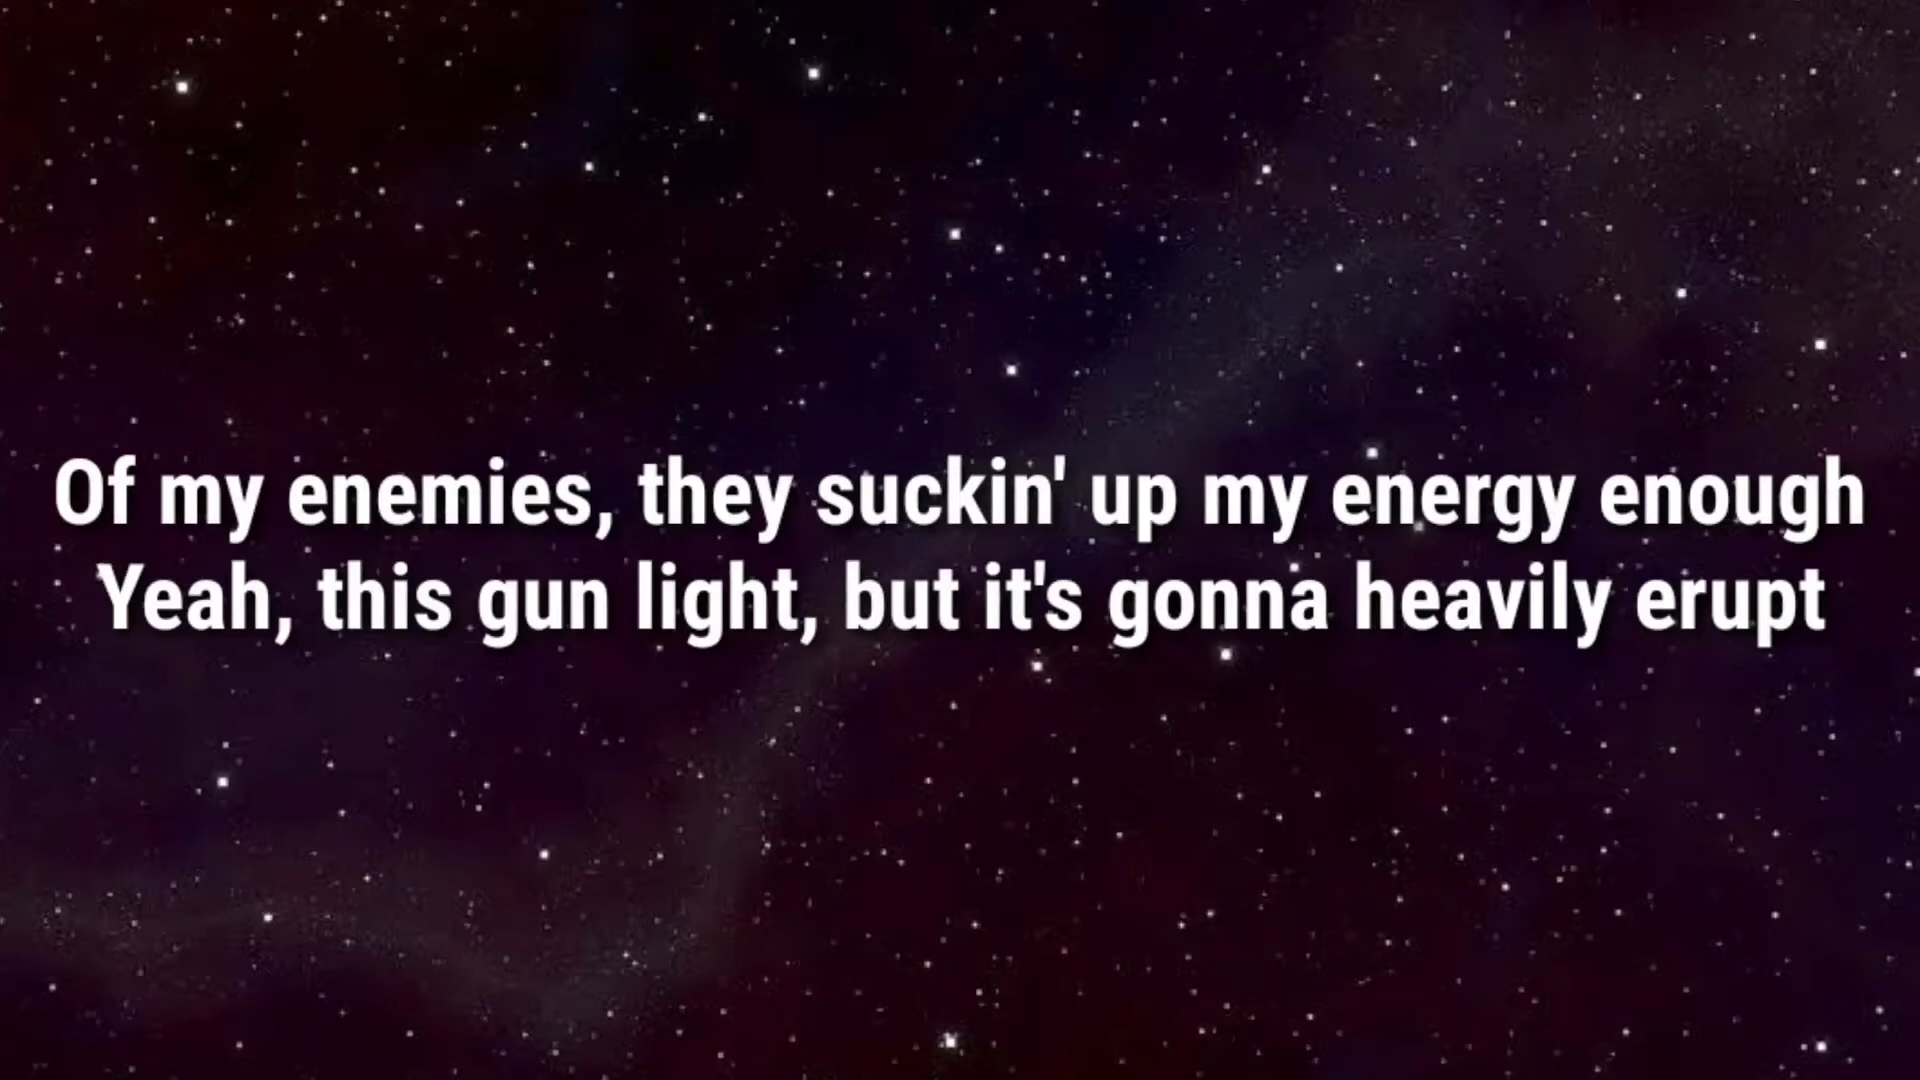 Of my enemies, they suckin' up my energy enough
Yeah, this gun light, but it's gonna heavily erupt